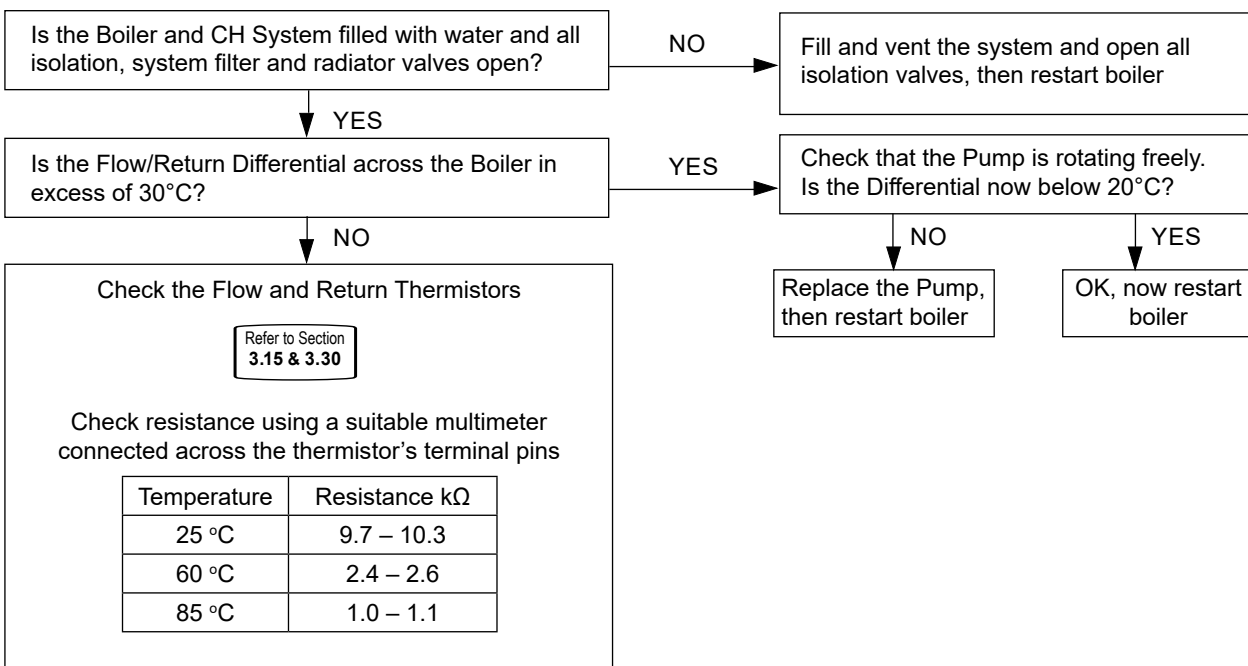 Is the Boiler and CH System filled with water and all
isolation, system filter and radiator valves open?
NO
Fill and vent the system and open all
isolation valves, then restart boiler
YES
Is the Flow/Return Differential across the Boiler in
excess of 30°C?
YES
Check that the Pump is rotating freely.
Is the Differential now below 20°C?
NO
YES
Replace the Pump,
then restart boiler
OK, now restart
boiler
NO
Check the Flow and Return Thermistors
Refer to Section
3.15 & 3.30
Check resistance using a suitable multimeter
connected across the thermistor’s terminal pins
Temperature Resistance kΩ
25 °C 9.7 – 10.3
60 °C 2.4 – 2.6
85 °C 1.0 – 1.1